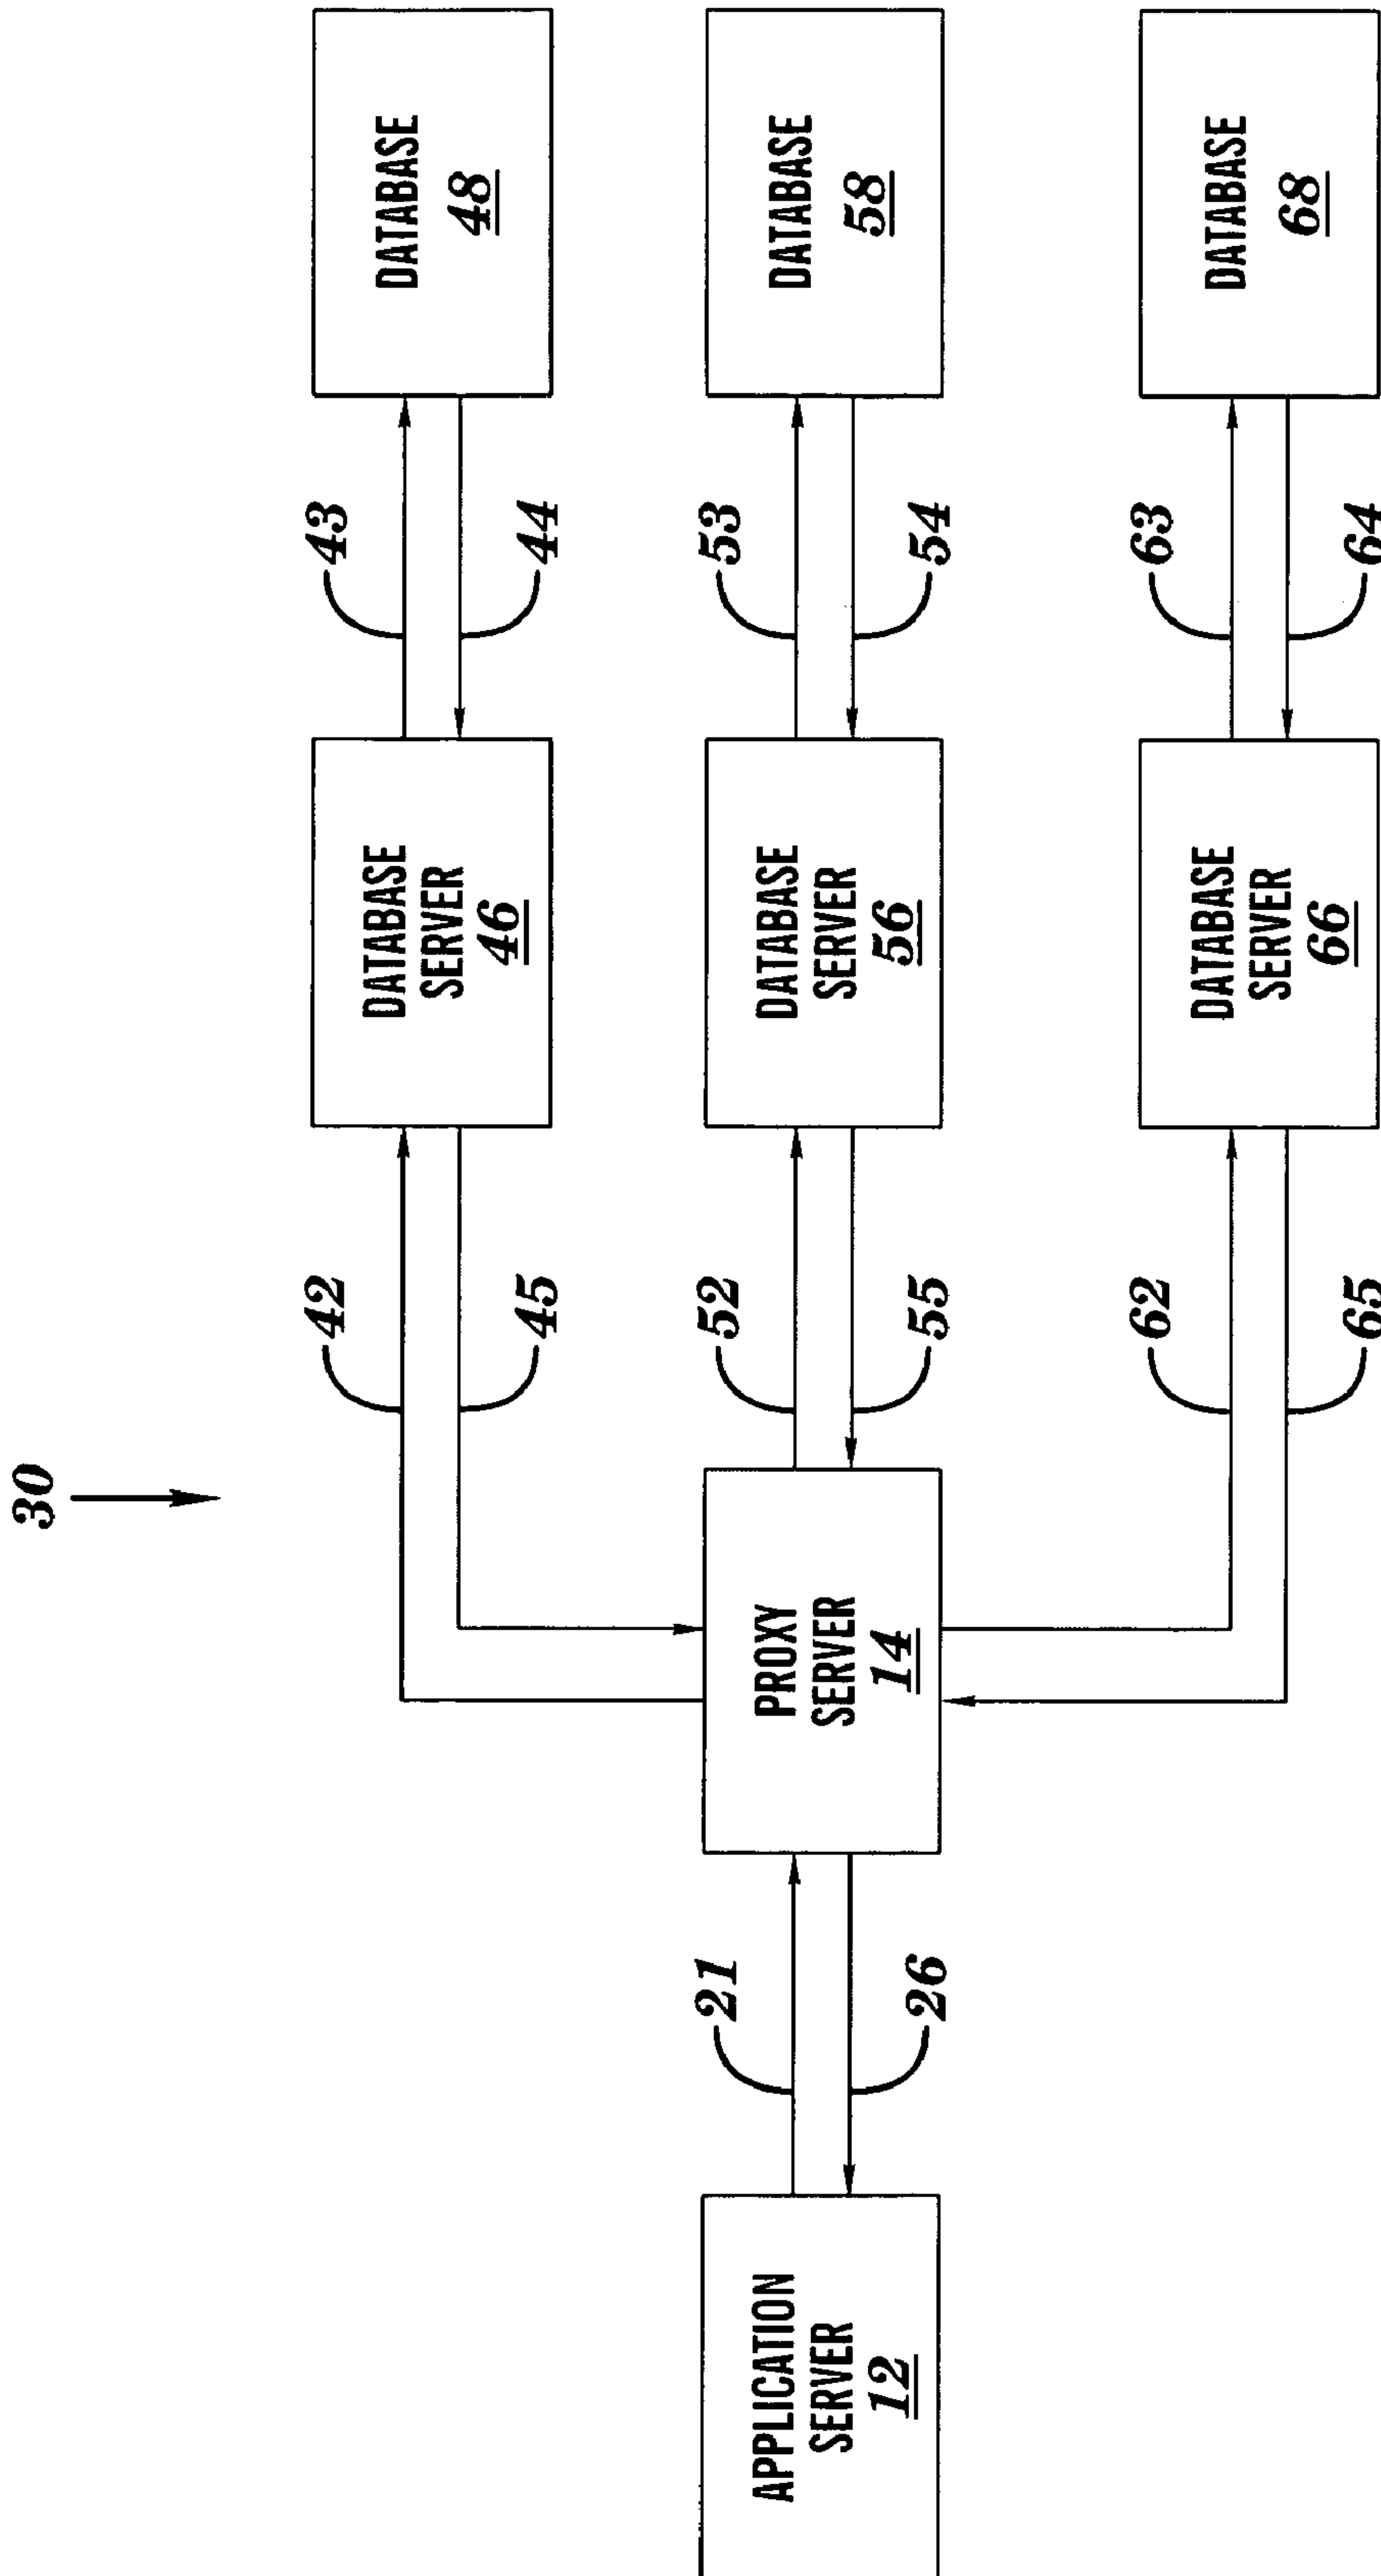 30
42
45
43
44
DATABASE
SERVER
46
DATABASE
48
APPLICATION
SERVER
12
21
26
PROXY
SERVER
14
52
55
DATABASE
SERVER
56
53
54
DATABASE
58
62
65
DATABASE
SERVER
66
63
64
DATABASE
68